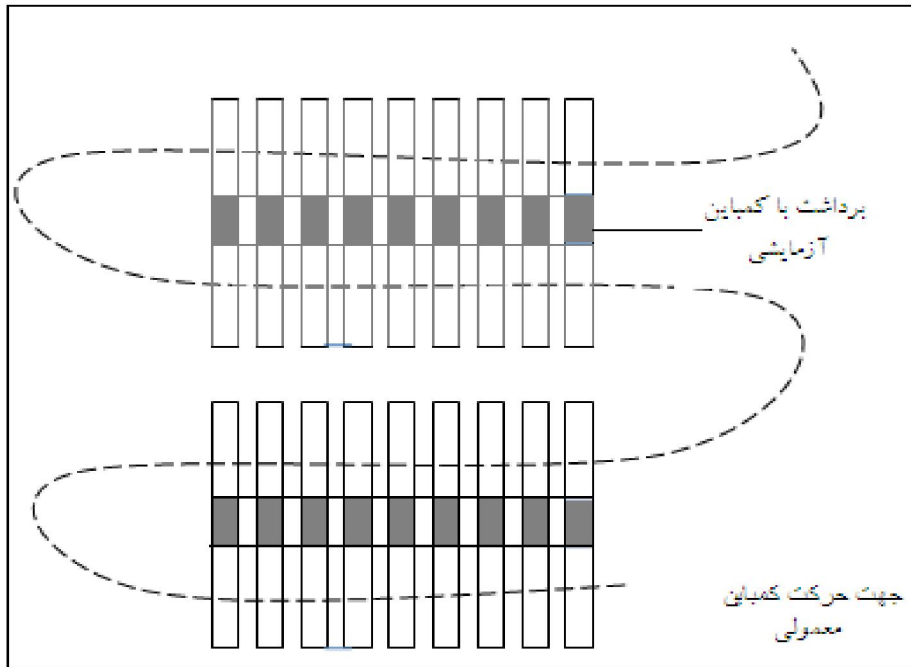 برداشت با کمباین
آزمایشی
جهت حرکت کمباین
معمولی